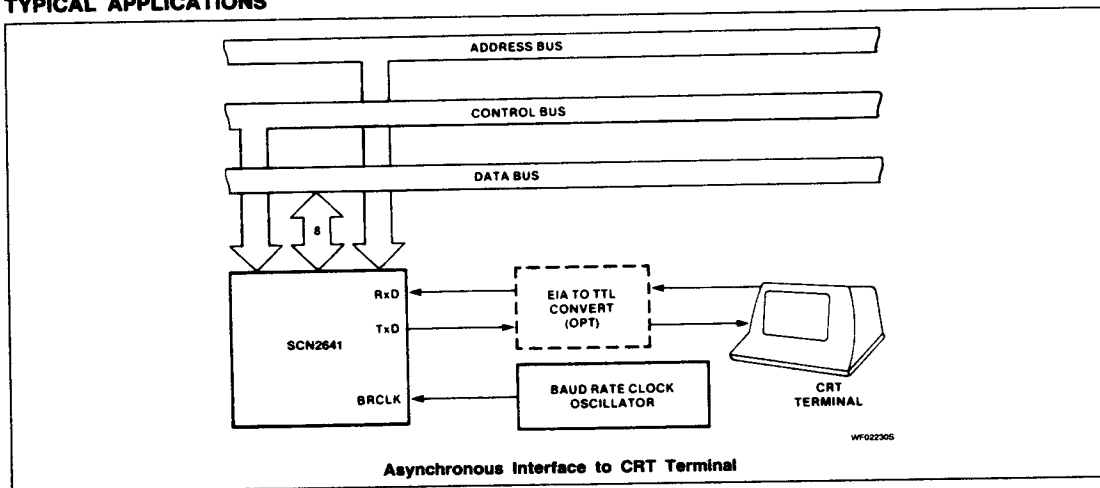 TYPICAL APPLICATIONS
ADDRESS BUS
CONTROL BUS
DATA BUS
8
RxD
TxD
SCN2641
BRCLK
EIA TO TTL
CONVERT
(OPT)
BAUD RATE CLOCK
OSCILLATOR
CRT
TERMINAL
WF02230S
Asynchronous Interface to CRT Terminal